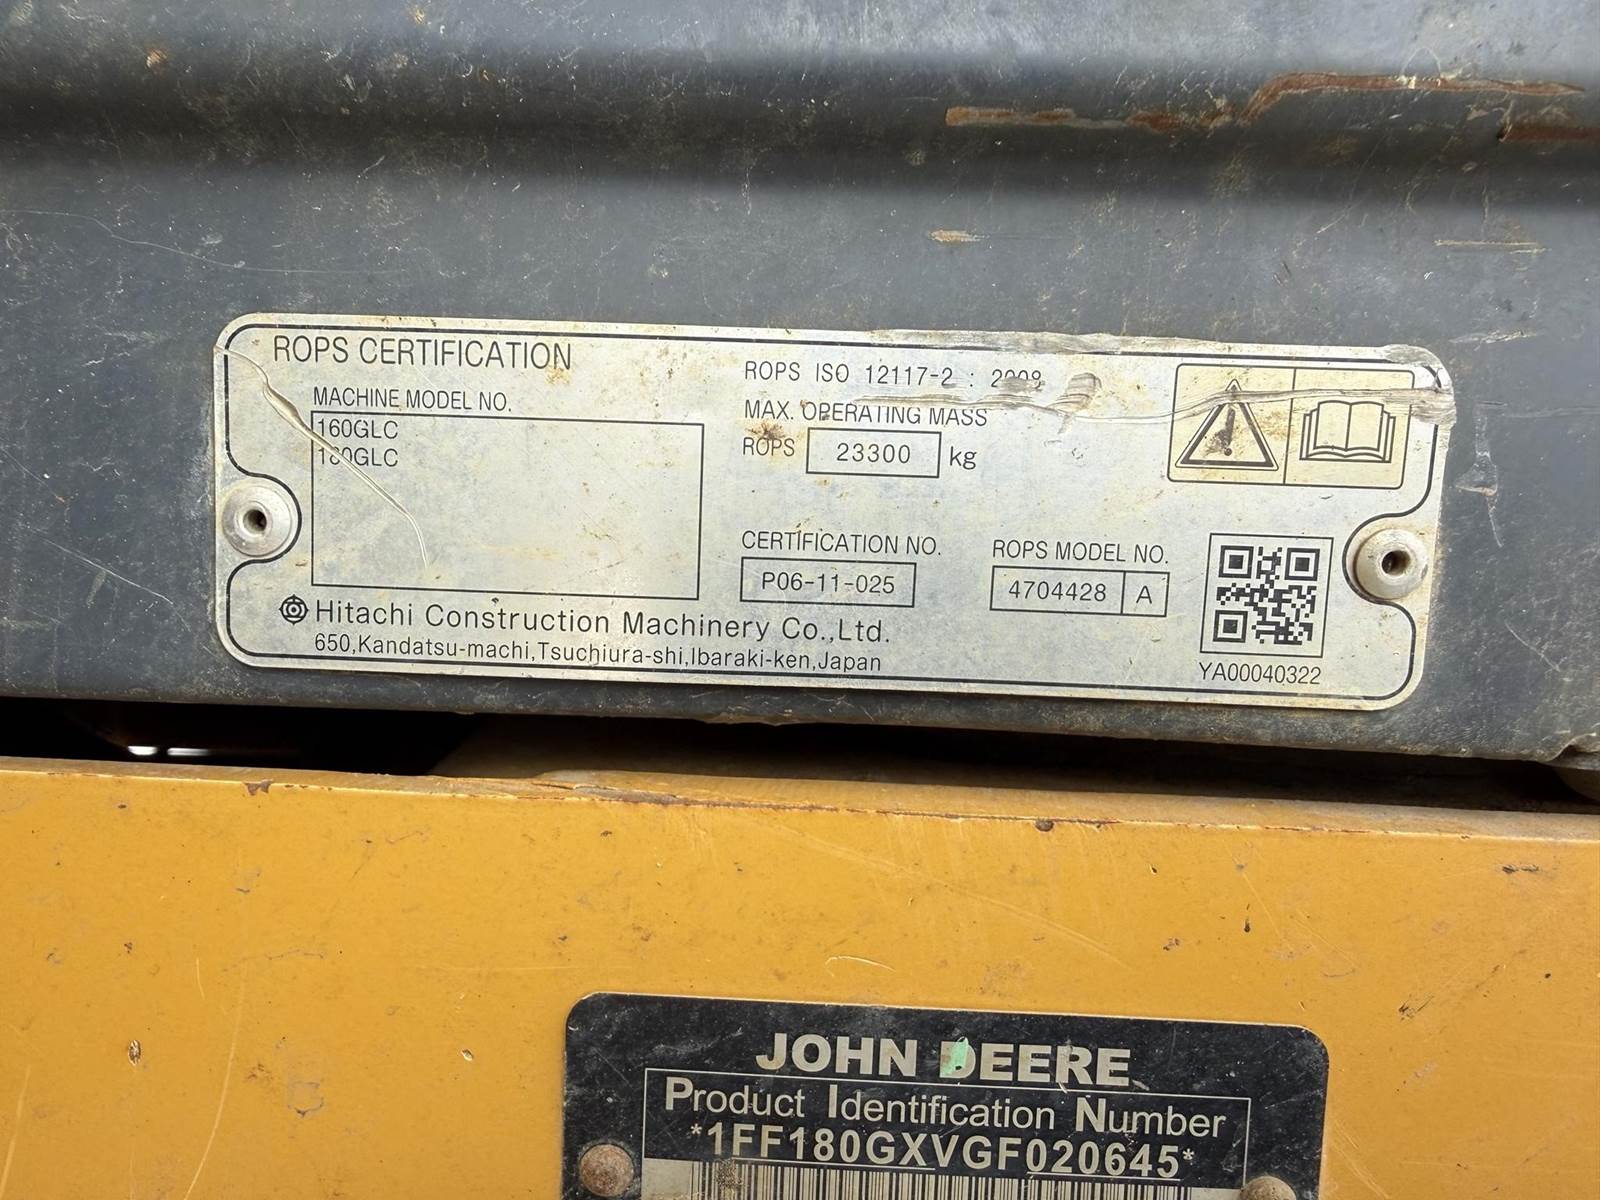 ROPS CERTIFICATION
MACHINE MODEL NO.
160GLC
180GLC
ROPS ISO 12117-2 : 2008
MAX. OPERATING MASS
ROPS 23300 kg
CERTIFICATION NO.
P06-11-025
ROPS MODEL NO.
4704428 A
Hitachi Construction Machinery Co.,Ltd.
650,Kandatsu-machi,Tsuchiura-shi,Ibaraki-ken,Japan
YA00040322
JOHN DEERE
Product Identification Number
*1FF180GXVGF020645*